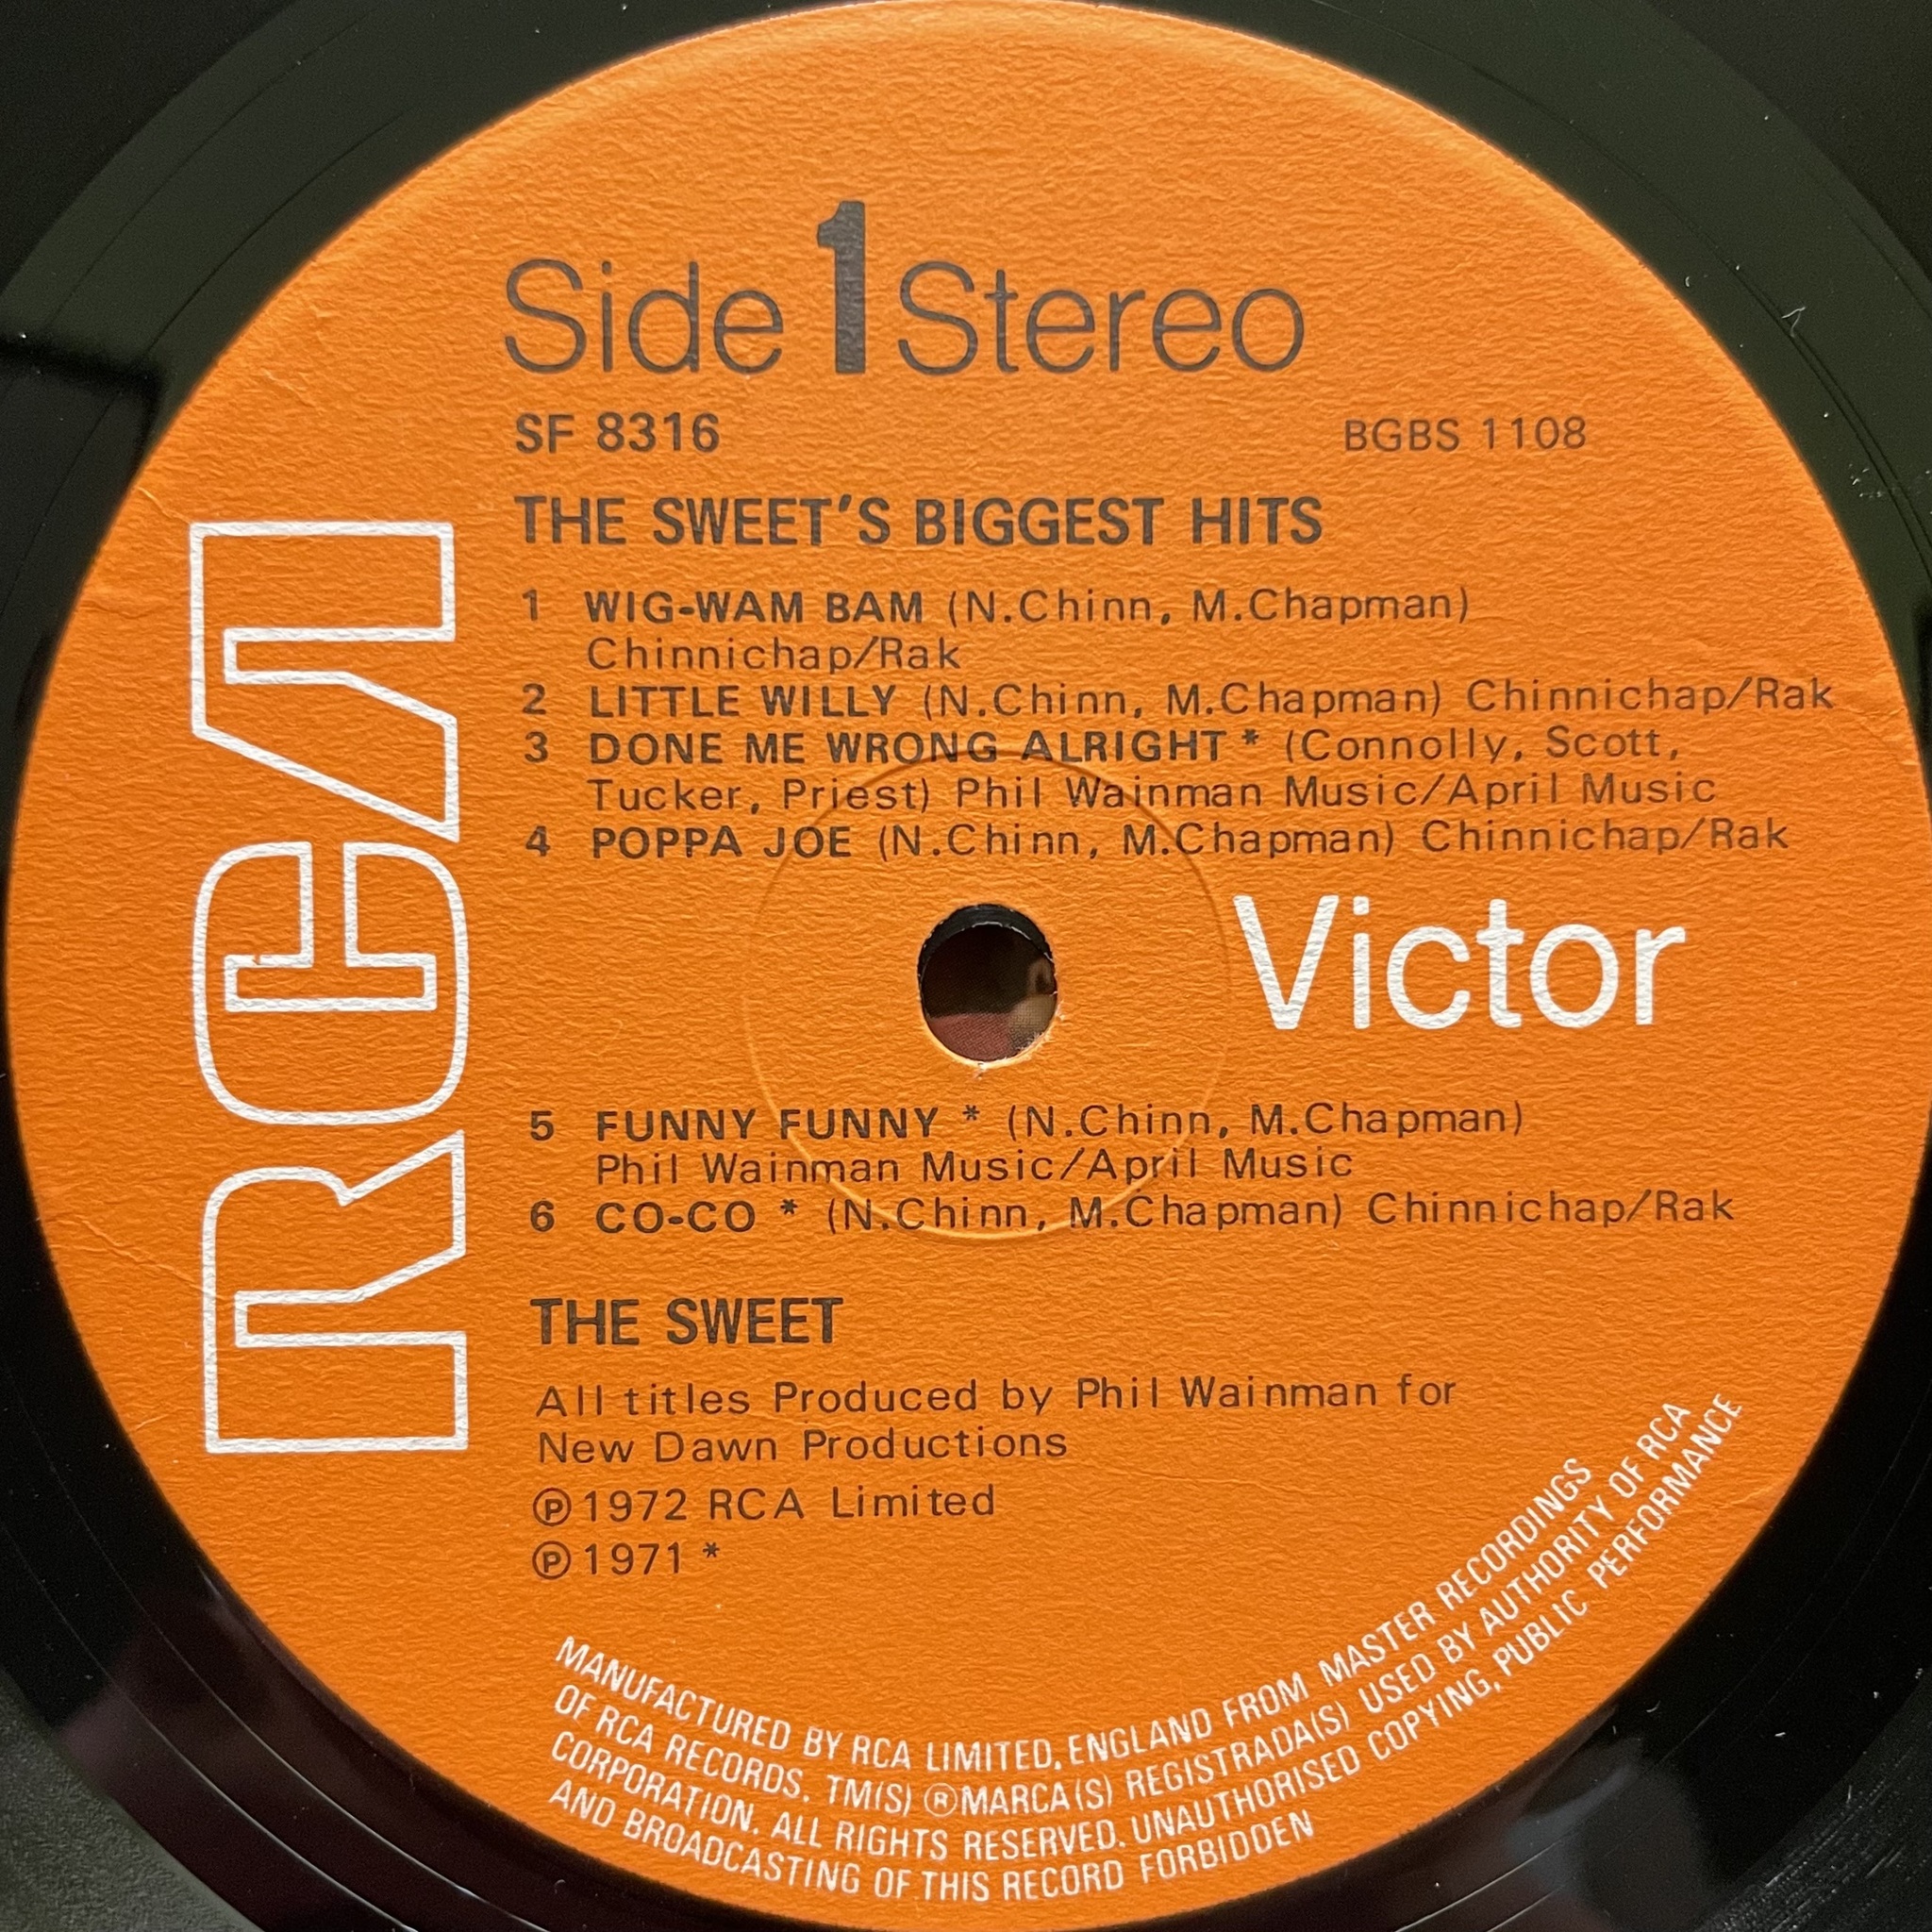 Side 1 Stereo
SF 8316 BGBS 1108
THE SWEET'S BIGGEST HITS
1 WIG-WAM BAM (N.Chinn, M.Chapman)
Chinnichap/Rak
2 LITTLE WILLY (N.Chinn, M.Chapman) Chinnichap/Rak
3 DONE ME WRONG ALRIGHT * (Connolly, Scott,
Tucker, Priest) Phil Wainman Music/April Music
4 POPPA JOE (N.Chinn, M.Chapman) Chinnichap/Rak
RCA
Victor
5 FUNNY FUNNY * (N.Chinn, M.Chapman)
Phil Wainman Music/April Music
6 CO-CO * (N.Chinn, M.Chapman) Chinnichap/Rak
THE SWEET
All titles Produced by Phil Wainman for
New Dawn Productions
℗ 1972 RCA Limited
℗ 1971 *
MANUFACTURED BY RCA LIMITED, ENGLAND FROM MASTER RECORDINGS
OF RCA RECORDS. TM(S) ® MARCA(S) REGISTRADA(S) USED BY AUTHORITY OF RCA
CORPORATION. ALL RIGHTS RESERVED. UNAUTHORISED COPYING, PUBLIC PERFORMANCE
AND BROADCASTING OF THIS RECORD FORBIDDEN